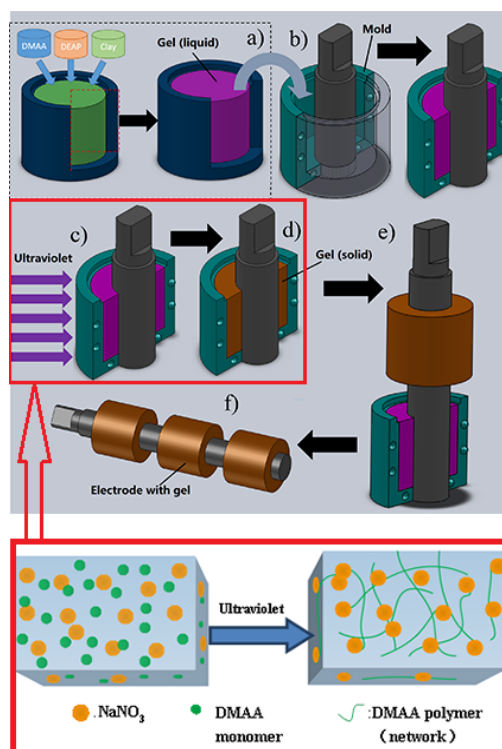 DMAA
DEAP
Clay
Gel (liquid)
a)
b)
Mold
c)
d)
Ultraviolet
Gel (solid)
e)
f)
Electrode with gel
Ultraviolet
:NaNO3
DMAA
monomer
:DMAA polymer
(network)